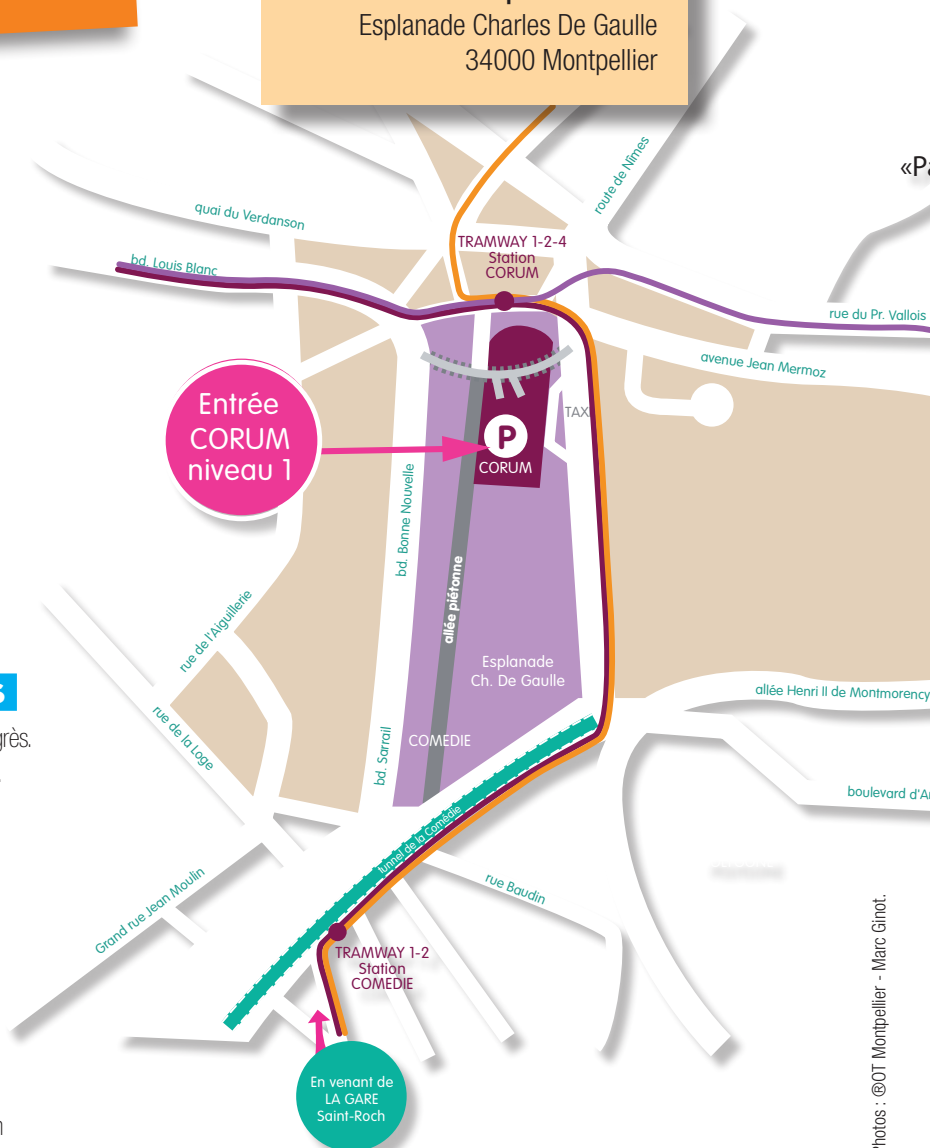 Esplanade Charles De Gaulle
34000 Montpellier
«Pa
route de Nîmes
quai du Verdanson
TRAMWAY 1-2-4
Station
CORUM
bd. Louis Blanc
rue du Pr. Vallois
avenue Jean Mermoz
Entrée
CORUM
niveau 1
TAXI
P
CORUM
bd. Bonne Nouvelle
allée piétonne
rue de l'Aiguillerie
Esplanade
Ch. De Gaulle
allée Henri II de Montmorency
s
grès.
rue de la Loge
bd. Sarrail
COMEDIE
boulevard d'A
tunnel de la Comédie
rue Baudin
Grand rue Jean Moulin
TRAMWAY 1-2
Station
COMEDIE
En venant de
LA GARE
Saint-Roch
hotos : ®OT Montpellier - Marc Ginot.